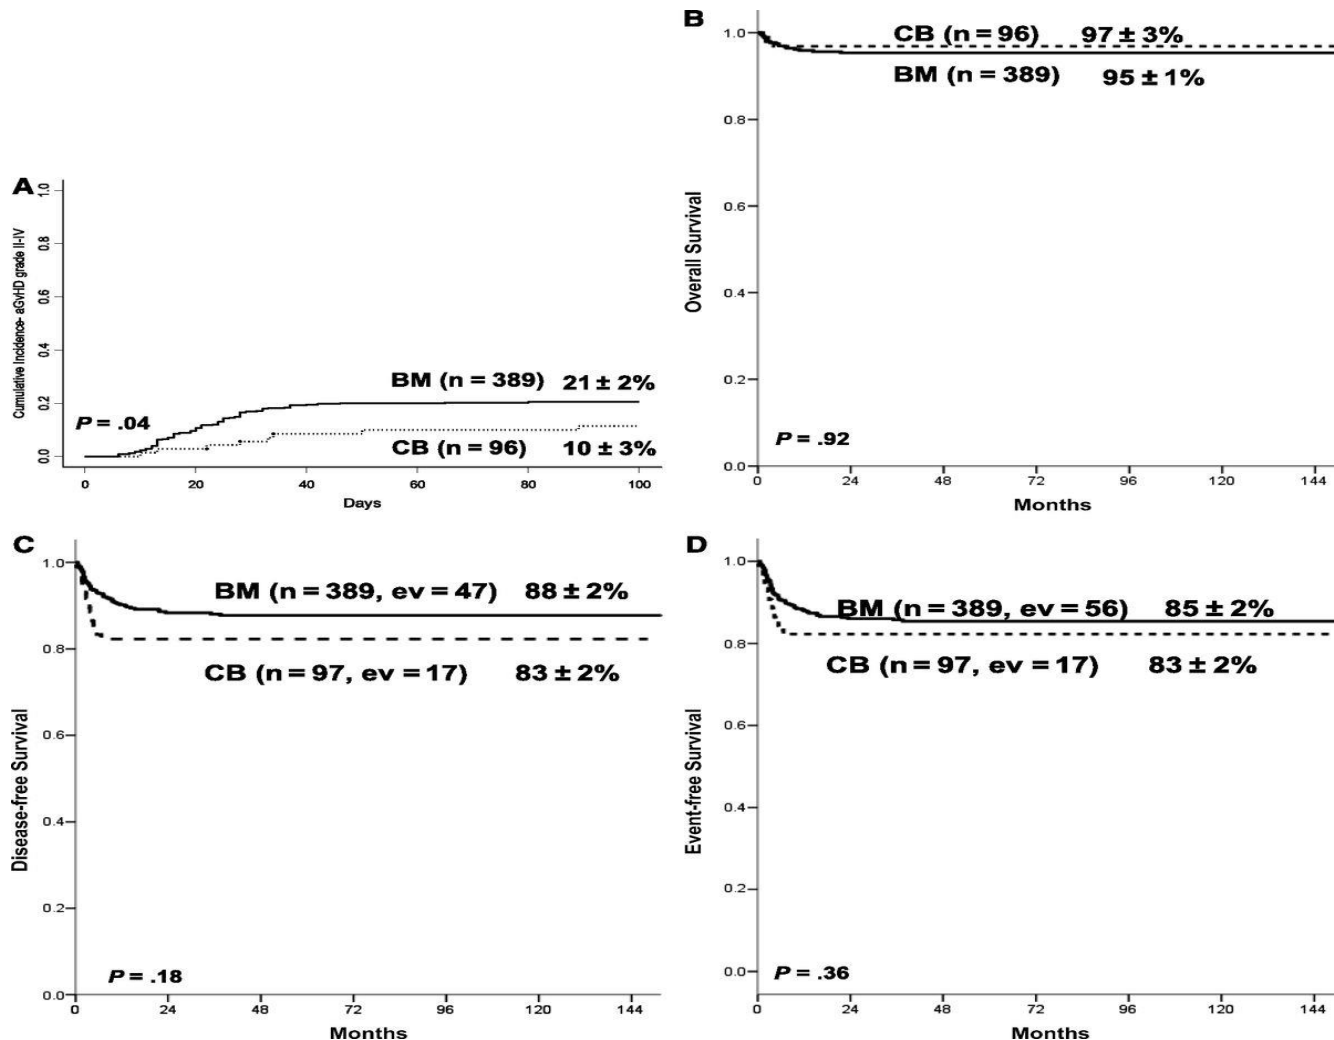 A
Cumulative Incidence- aGvHD grade II-IV
1.0
0.8
0.6
0.4
0.2
0.0
BM (n = 389) 21 ± 2%
P = .04
CB (n = 96) 10 ± 3%
0 20 40 60 80 100
Days
B
Overall Survival
1.0
0.8
0.6
0.4
0.2
0.0
CB (n = 96) 97 ± 3%
BM (n = 389) 95 ± 1%
P = .92
0 24 48 72 96 120 144
Months
C
Disease-free Survival
1.0
0.8
0.6
0.4
0.2
0.0
BM (n = 389, ev = 47) 88 ± 2%
CB (n = 97, ev = 17) 83 ± 2%
P = .18
0 24 48 72 96 120 144
Months
D
Event-free Survival
1.0
0.8
0.6
0.4
0.2
0.0
BM (n = 389, ev = 56) 85 ± 2%
CB (n = 97, ev = 17) 83 ± 2%
P = .36
0 24 48 72 96 120 144
Months